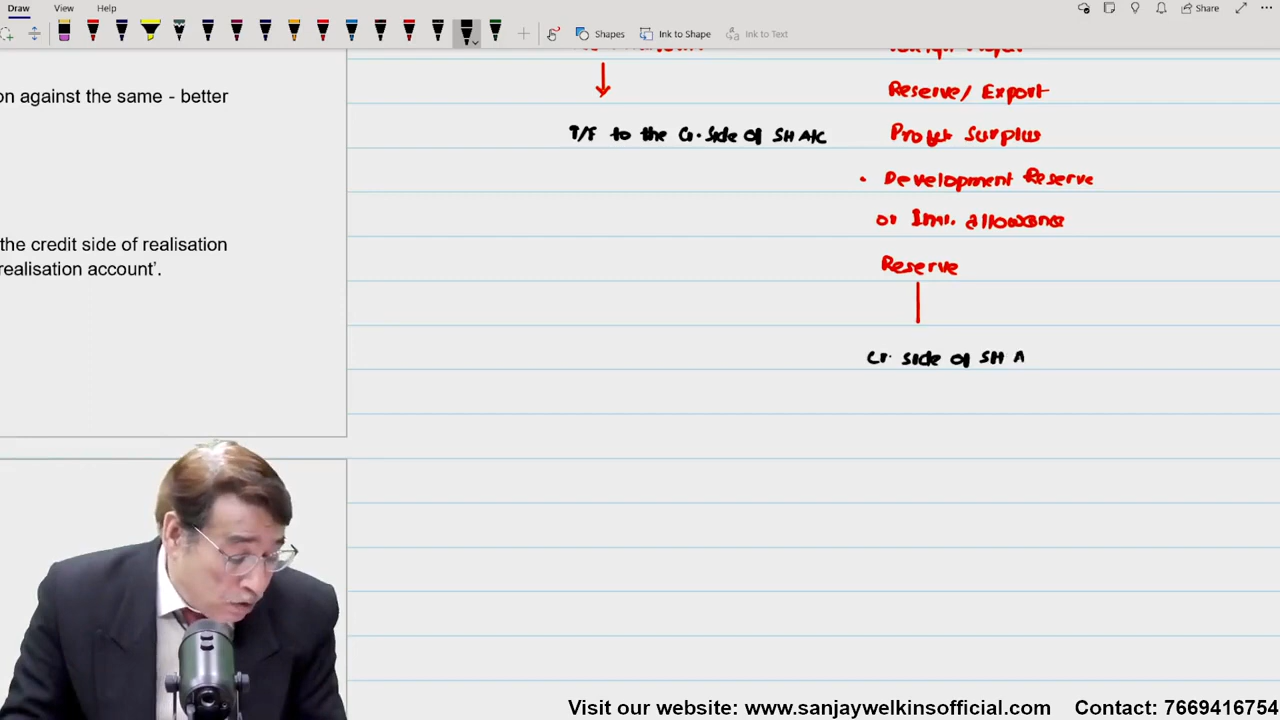 Draw View Help Share
Shapes Ink to Shape Ink to Text
on against the same - better
the credit side of realisation
realisation account’.
T/F to the Cr. Side of SH A/C
Reserve/ Export
Project Surplus
• Development Reserve
or Inv. allowance
Reserve
Cr. Side of SH A
Visit our website: www.sanjaywelkinsofficial.com Contact: 7669416754